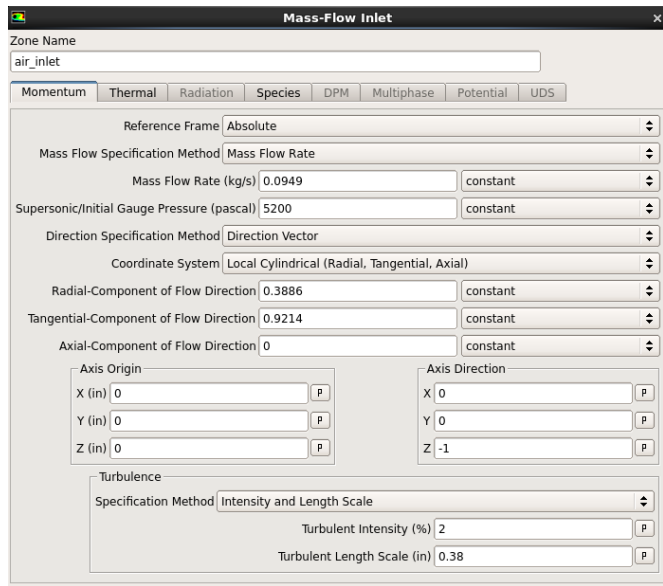 Mass-Flow Inlet
Zone Name
air_inlet
Momentum Thermal Radiation Species DPM Multiphase Potential UDS
Reference Frame Absolute
Mass Flow Specification Method Mass Flow Rate
Mass Flow Rate (kg/s) 0.0949 constant
Supersonic/Initial Gauge Pressure (pascal) 5200 constant
Direction Specification Method Direction Vector
Coordinate System Local Cylindrical (Radial, Tangential, Axial)
Radial-Component of Flow Direction 0.3886 constant
Tangential-Component of Flow Direction 0.9214 constant
Axial-Component of Flow Direction 0 constant
Axis Origin Axis Direction
X (in) 0 P X 0 P
Y (in) 0 P Y 0 P
Z (in) 0 P Z -1 P
Turbulence
Specification Method Intensity and Length Scale
Turbulent Intensity (%) 2 P
Turbulent Length Scale (in) 0.38 P